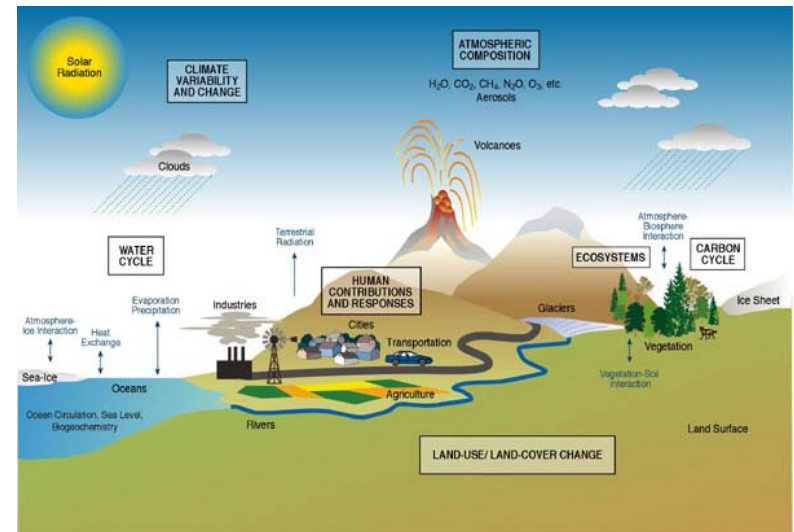 Solar
Radiation
CLIMATE
VARIABILITY
AND CHANGE
ATMOSPHERIC
COMPOSITION
H₂O, CO₂, CH₄, N₂O, O₃, etc.
Aerosols
Clouds
Volcanoes
Terrestrial
Radiation
Atmosphere-
Biosphere
Interaction
WATER
CYCLE
ECOSYSTEMS
CARBON
CYCLE
HUMAN
CONTRIBUTIONS
AND RESPONSES
Evaporation
Precipitation
Industries
Glaciers
Ice Sheet
Atmosphere-
Ice Interaction
Heat
Exchange
Cities
Transportation
Vegetation
Sea-Ice
Oceans
Vegetation-Soil
Interaction
Agriculture
Ocean Circulation, Sea Level,
Biogeochemistry
Rivers
Land Surface
LAND-USE/ LAND-COVER CHANGE